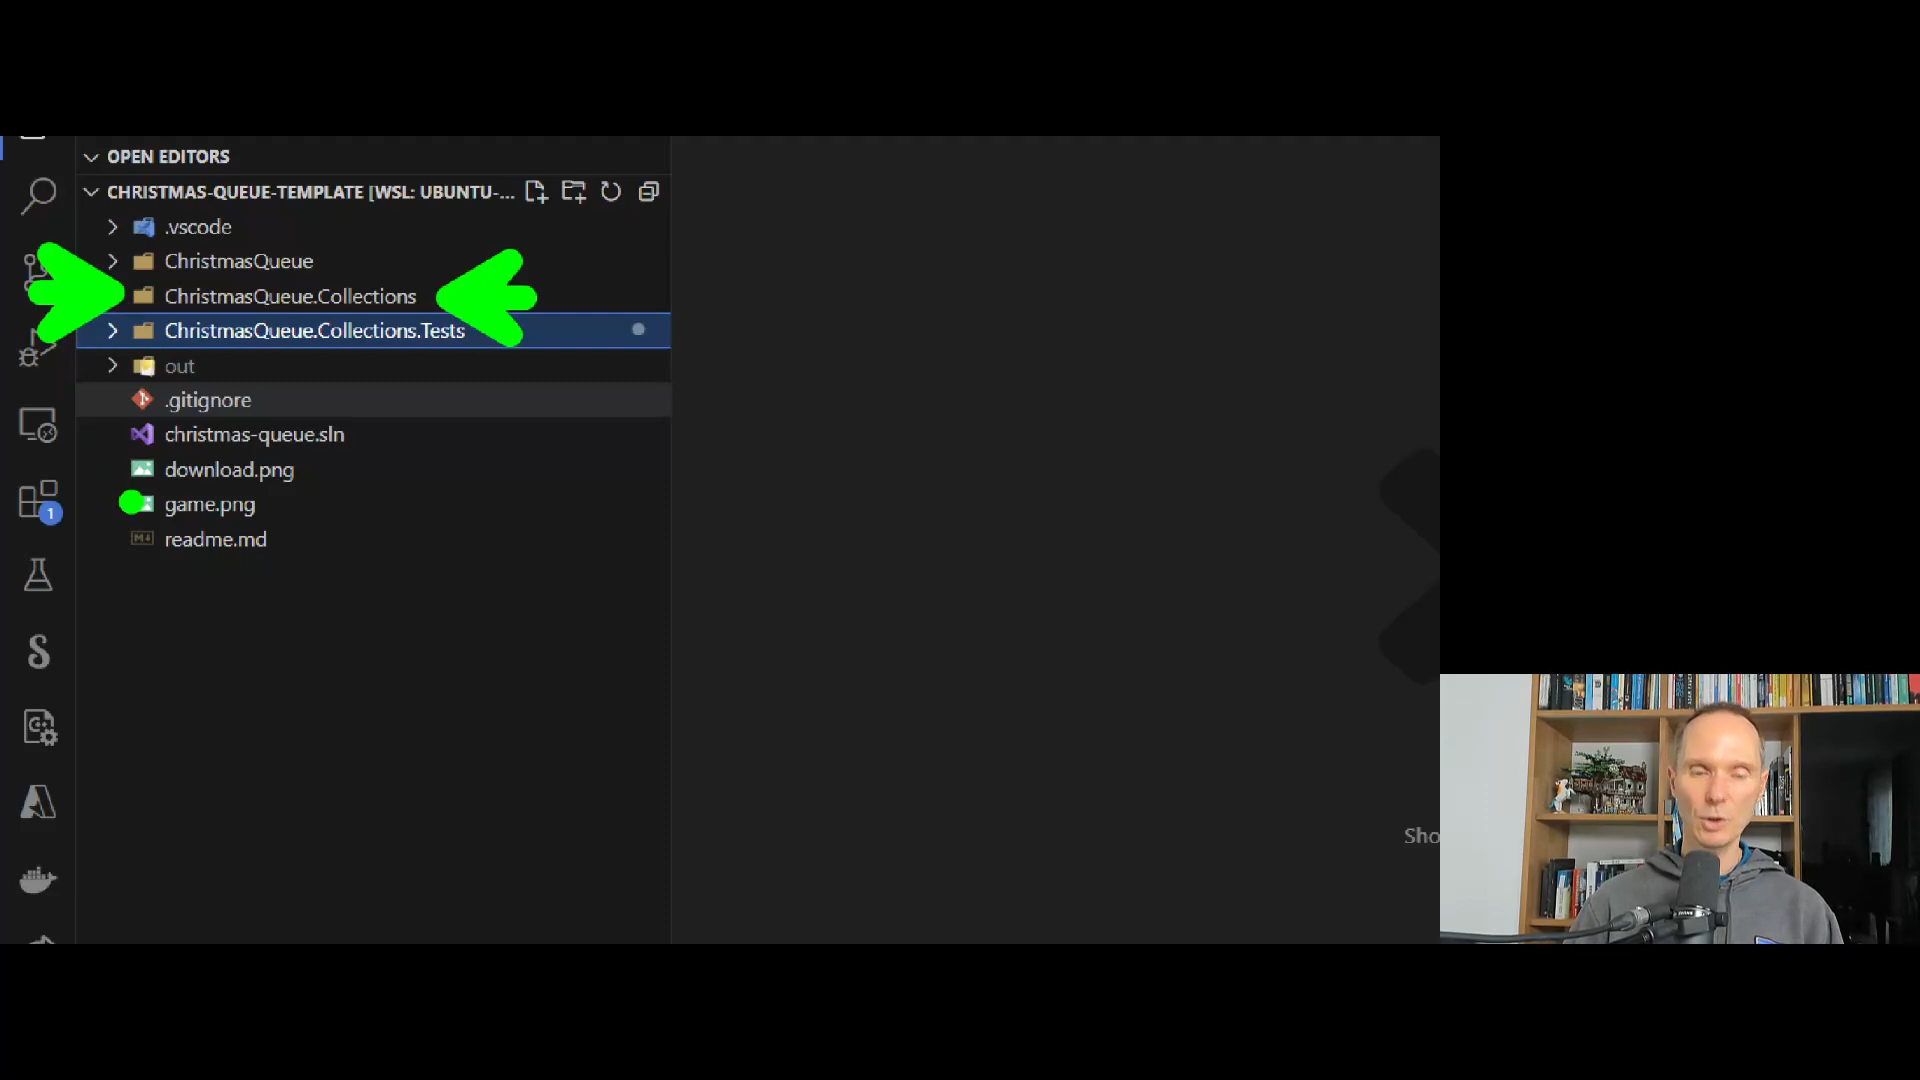 OPEN EDITORS
CHRISTMAS-QUEUE-TEMPLATE [WSL: UBUNTU-...
.vscode
ChristmasQueue
ChristmasQueue.Collections
ChristmasQueue.Collections.Tests
out
.gitignore
christmas-queue.sln
download.png
game.png
readme.md
1
Sho